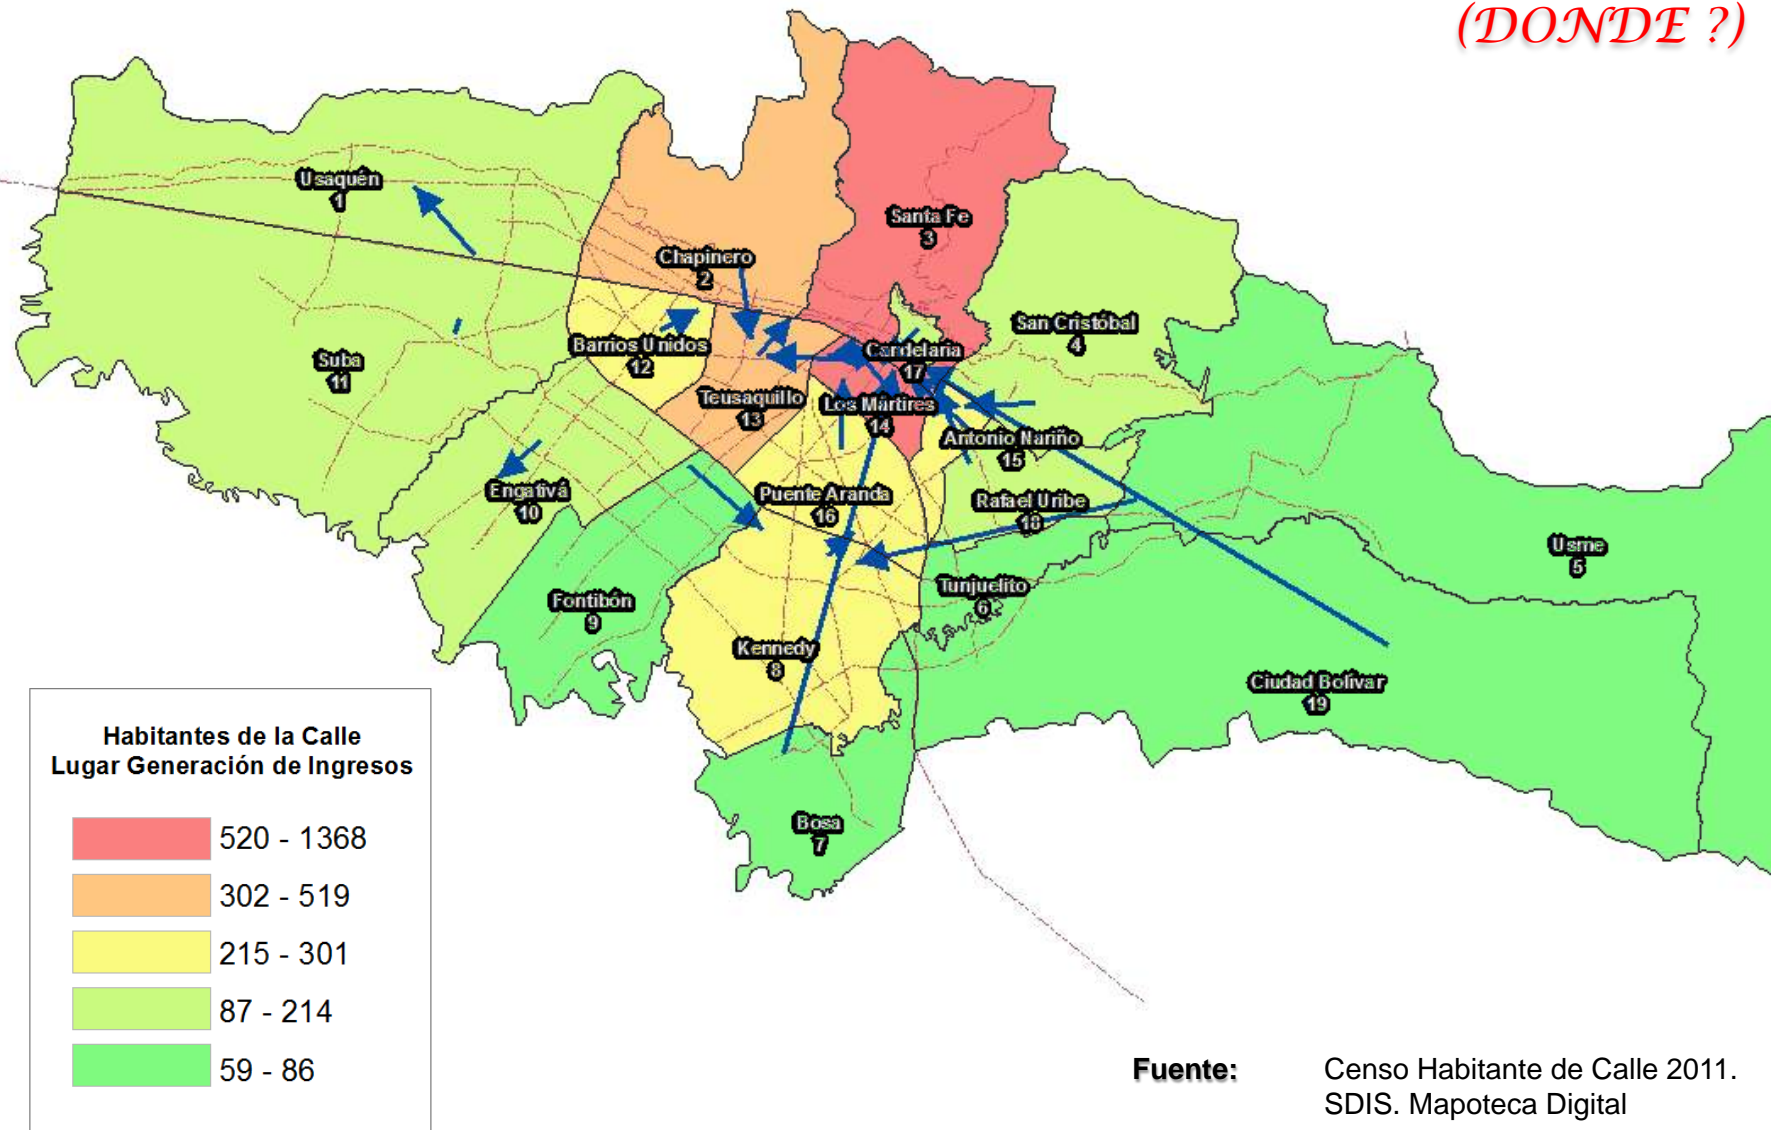 (DONDE ?)
Usaquén
1
Santa Fe
3
Chapinero
2
San Cristóbal
4
Barrios Unidos
12
Candelaria
17
Suba
11
Teusaquillo
13
Los Mártires
14
Antonio Nariño
15
Engativá
10
Puente Aranda
16
Rafael Uribe
18
Usme
5
Fontibón
9
Tunjuelito
6
Kennedy
8
Ciudad Bolívar
19
Bosa
7
Habitantes de la Calle
Lugar Generación de Ingresos
520 - 1368
302 - 519
215 - 301
87 - 214
59 - 86
Fuente: Censo Habitante de Calle 2011.
SDIS. Mapoteca Digital